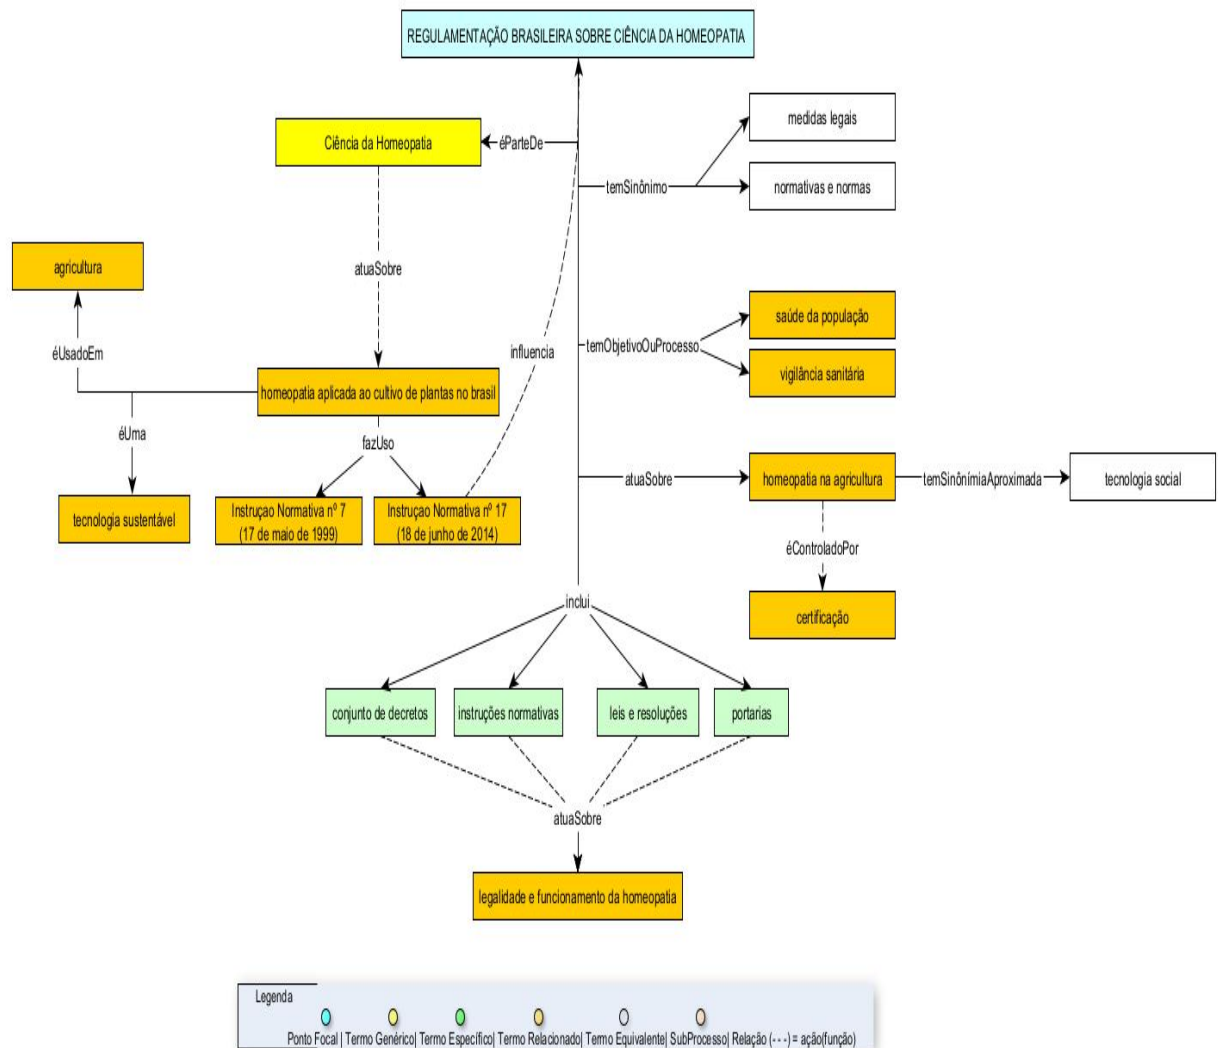 REGULAMENTAÇÃO BRASILEIRA SOBRE CIÊNCIA DA HOMEOPATIA
medidas legais
Ciência da Homeopatia
éParteDe
temSinônimo
normativas e normas
agricultura
atuaSobre
saúde da população
éUsadoEm
influencia
temObjetivoOuProcesso
vigilância sanitária
homeopatia aplicada ao cultivo de plantas no brasil
éUma
fazUso
atuaSobre
homeopatia na agricultura
temSinônímiaAproximada
tecnologia social
tecnologia sustentável
Instruçao Normativa nº 7
(17 de maio de 1999)
Instruçao Normativa nº 17
(18 de junho de 2014)
éControladoPor
inclui
certificação
conjunto de decretos
instruções normativas
leis e resoluções
portarias
atuaSobre
legalidade e funcionamento da homeopatia
Legenda
Ponto Focal | Termo Genérico| Termo Específico| Termo Relacionado| Termo Equivalente| SubProcesso| Relação (- - -) = ação(função)